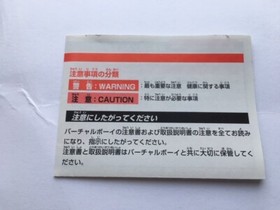 注意事項の分類
警 告：WARNING 最も重要な注意 健康に関する事項
注 意：CAUTION 特に注意が必要な事項
注意にしたがってください
バーチャルボーイの注意書および取扱説明書の注意を全てお読み
になり、指示にしたがってください。
注意書と取扱説明書はバーチャルボーイと共に大切に保管してく
ださい。